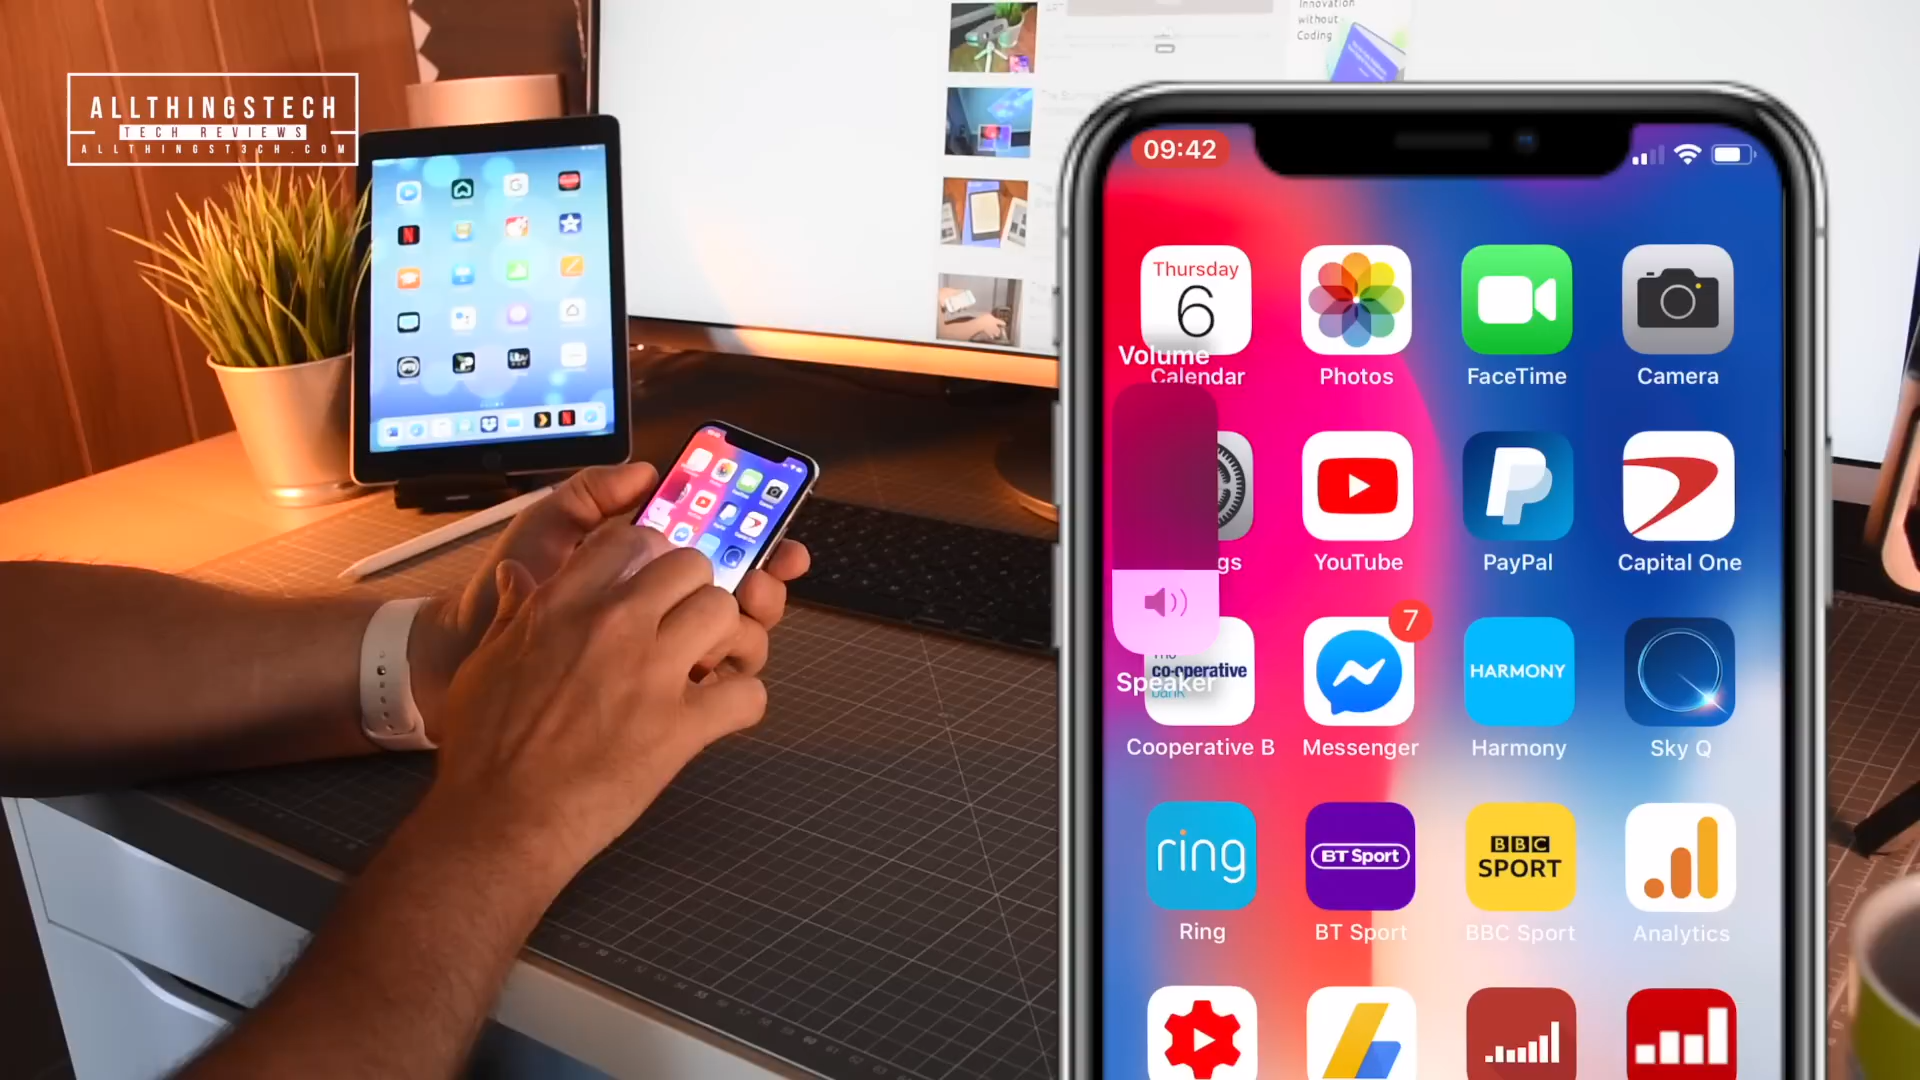 ALLTHINGSTECH
TECH REVIEWS
ALLTHINGST3CH.COM
Innovation
without
Coding
09:42
Thursday
6
Volume
Calendar
Photos
FaceTime
Camera
gs
YouTube
PayPal
Capital One
co-operative
bank
Speaker
7
HARMONY
Cooperative B
Messenger
Harmony
Sky Q
ring
BT Sport
BBC
SPORT
Ring
BT Sport
BBC Sport
Analytics